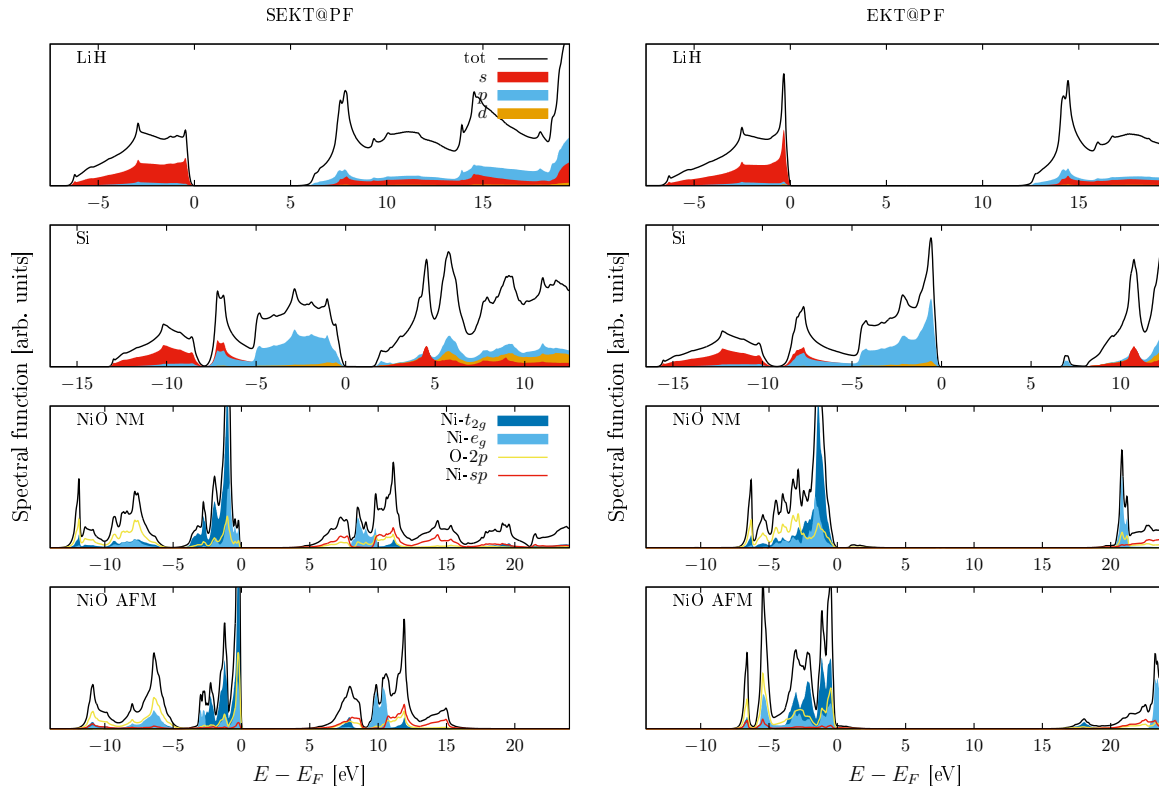 SEKT@PF
LiH
tot
s
p
d
−5 0 5 10 15
Si
−15 −10 −5 0 5 10
NiO NM
Ni-t2g
Ni-eg
O-2p
Ni-sp
−10 −5 0 5 10 15 20
NiO AFM
−10 −5 0 5 10 15 20
E − EF [eV]
Spectral function [arb. units]
EKT@PF
LiH
−5 0 5 10 15
Si
−15 −10 −5 0 5 10
NiO NM
−10 −5 0 5 10 15 20
NiO AFM
−10 −5 0 5 10 15 20
E − EF [eV]
Spectral function [arb. units]